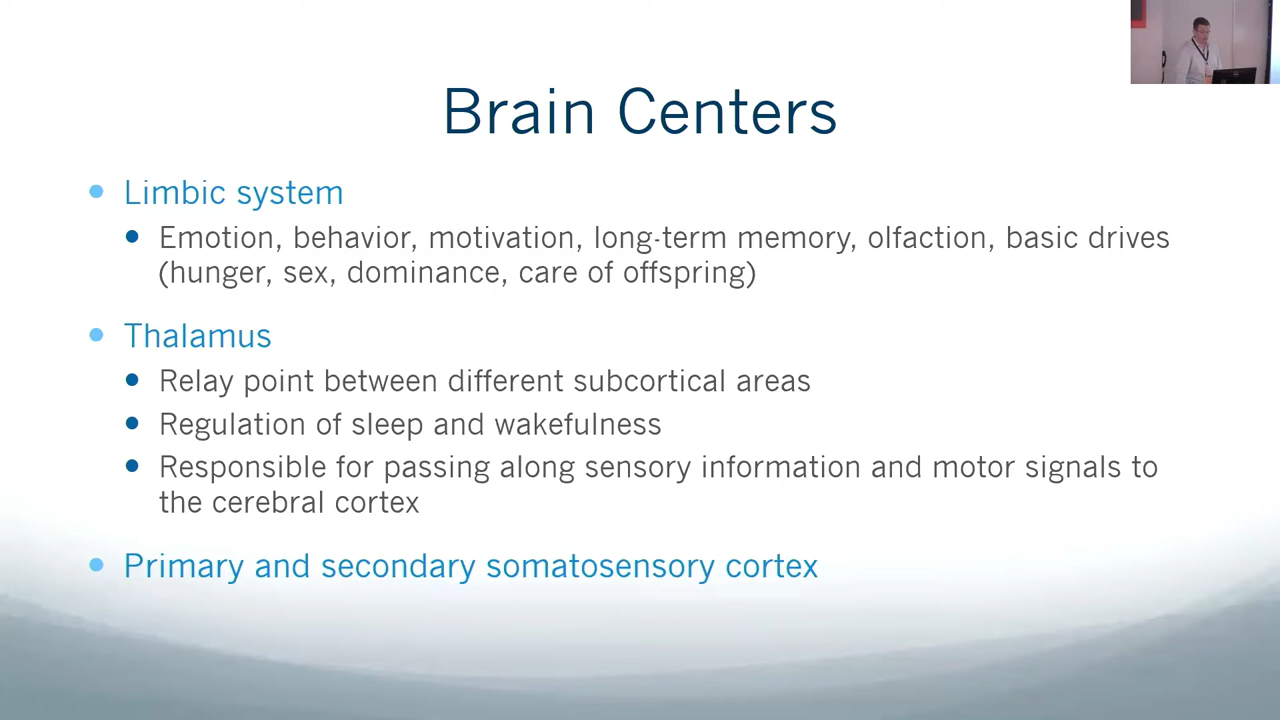 Brain Centers
• Limbic system
• Emotion, behavior, motivation, long-term memory, olfaction, basic drives
(hunger, sex, dominance, care of offspring)
• Thalamus
• Relay point between different subcortical areas
• Regulation of sleep and wakefulness
• Responsible for passing along sensory information and motor signals to
the cerebral cortex
• Primary and secondary somatosensory cortex